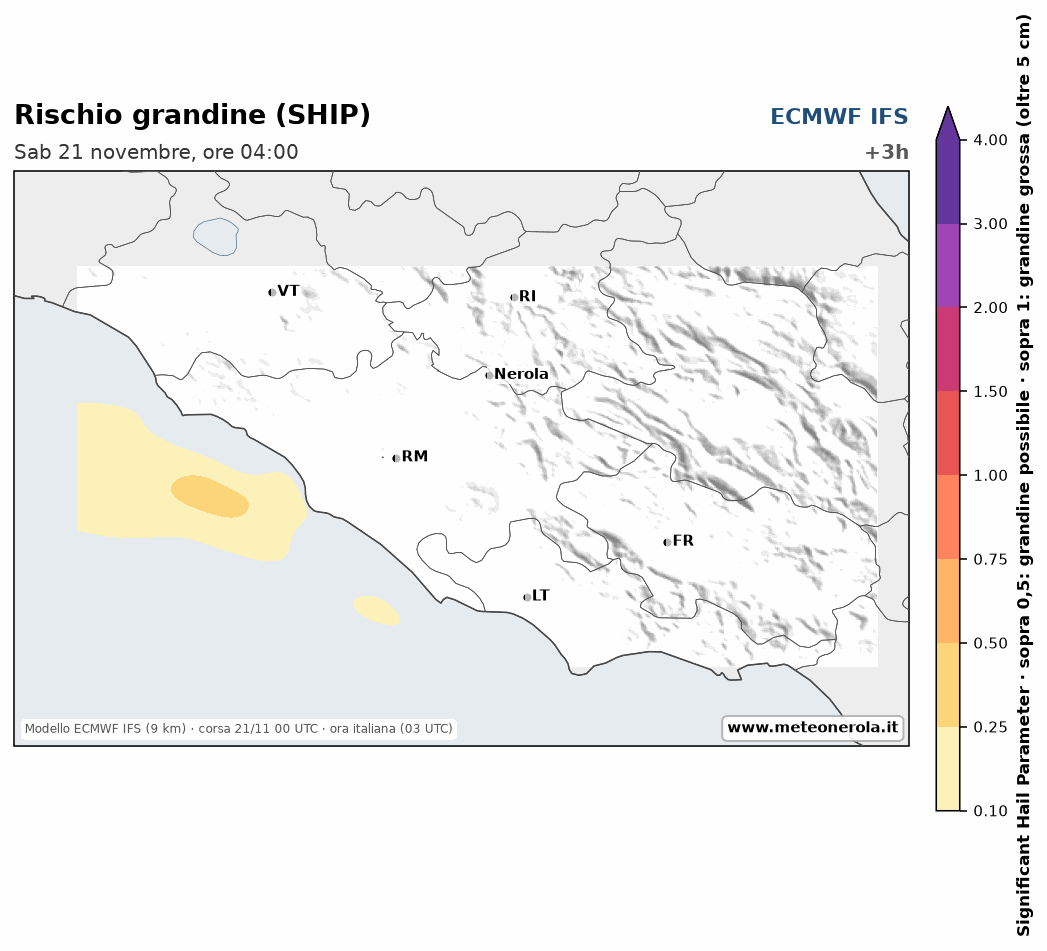 Rischio grandine (SHIP)
ECMWF IFS
Sab 21 novembre, ore 04:00
+3h
VT
RI
Nerola
RM
FR
LT
Modello ECMWF IFS (9 km) · corsa 21/11 00 UTC · ora italiana (03 UTC)
www.meteonerola.it
4.00
3.00
2.00
1.50
1.00
0.75
0.50
0.25
0.10
Significant Hail Parameter · sopra 0,5: grandine possibile · sopra 1: grandine grossa (oltre 5 cm)